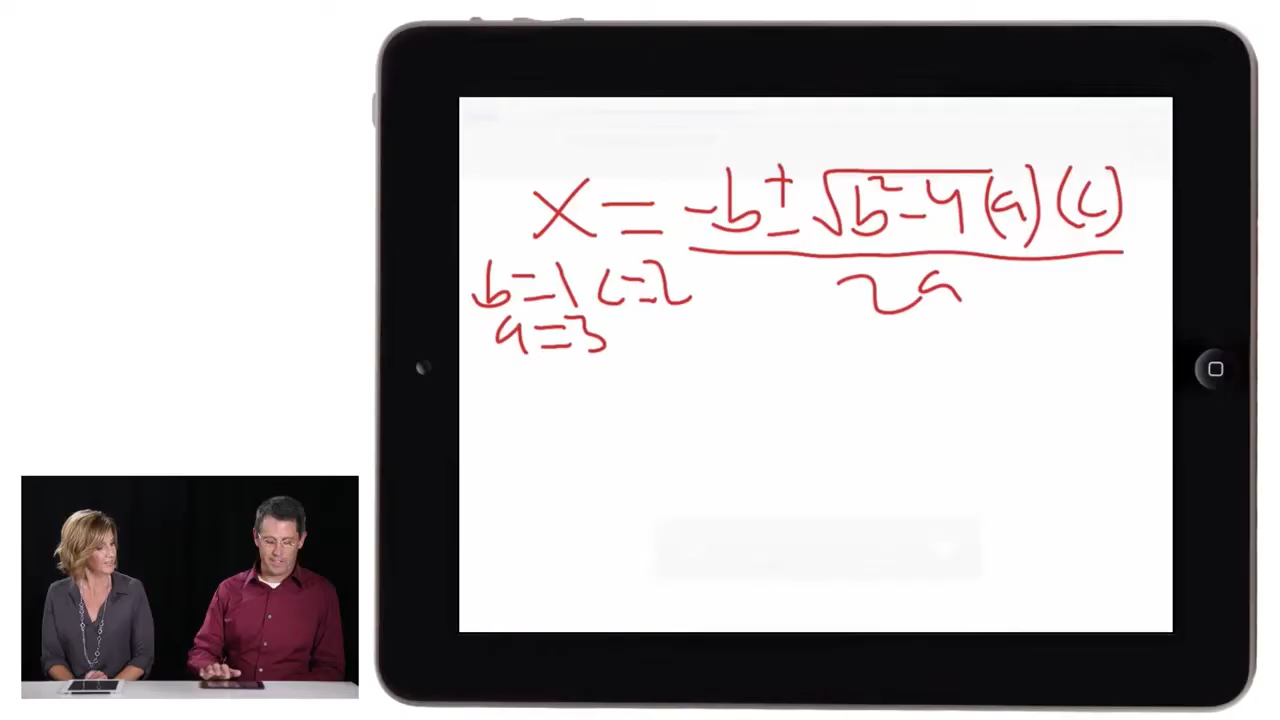 x = -b ± √b² - 4(a)(c)
2a
b=1 c=2
a=3